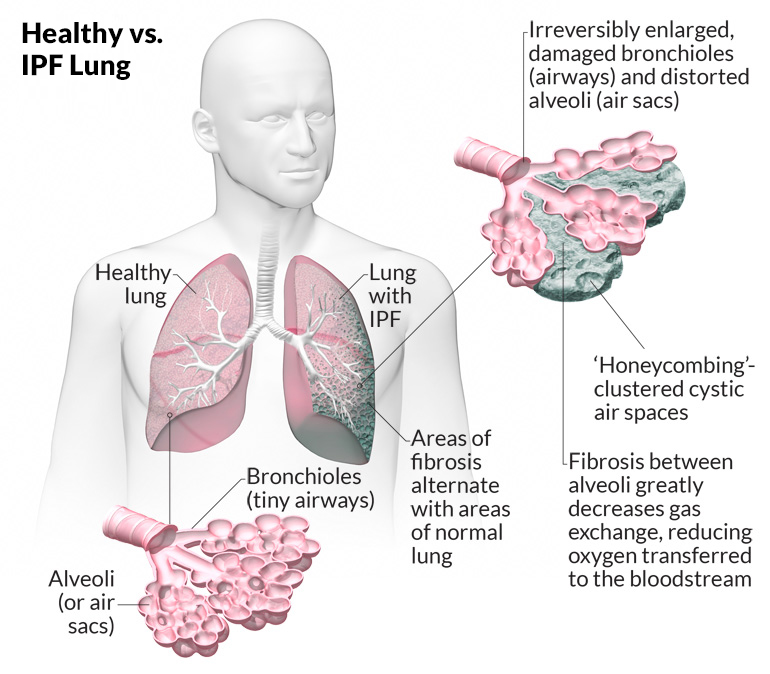 Healthy vs.
IPF Lung
Irreversibly enlarged,
damaged bronchioles
(airways) and distorted
alveoli (air sacs)
Healthy
lung
Lung
with
IPF
‘Honeycombing’-
clustered cystic
air spaces
Areas of
fibrosis
alternate
with areas
of normal
lung
Fibrosis between
alveoli greatly
decreases gas
exchange, reducing
oxygen transferred
to the bloodstream
Bronchioles
(tiny airways)
Alveoli
(or air
sacs)